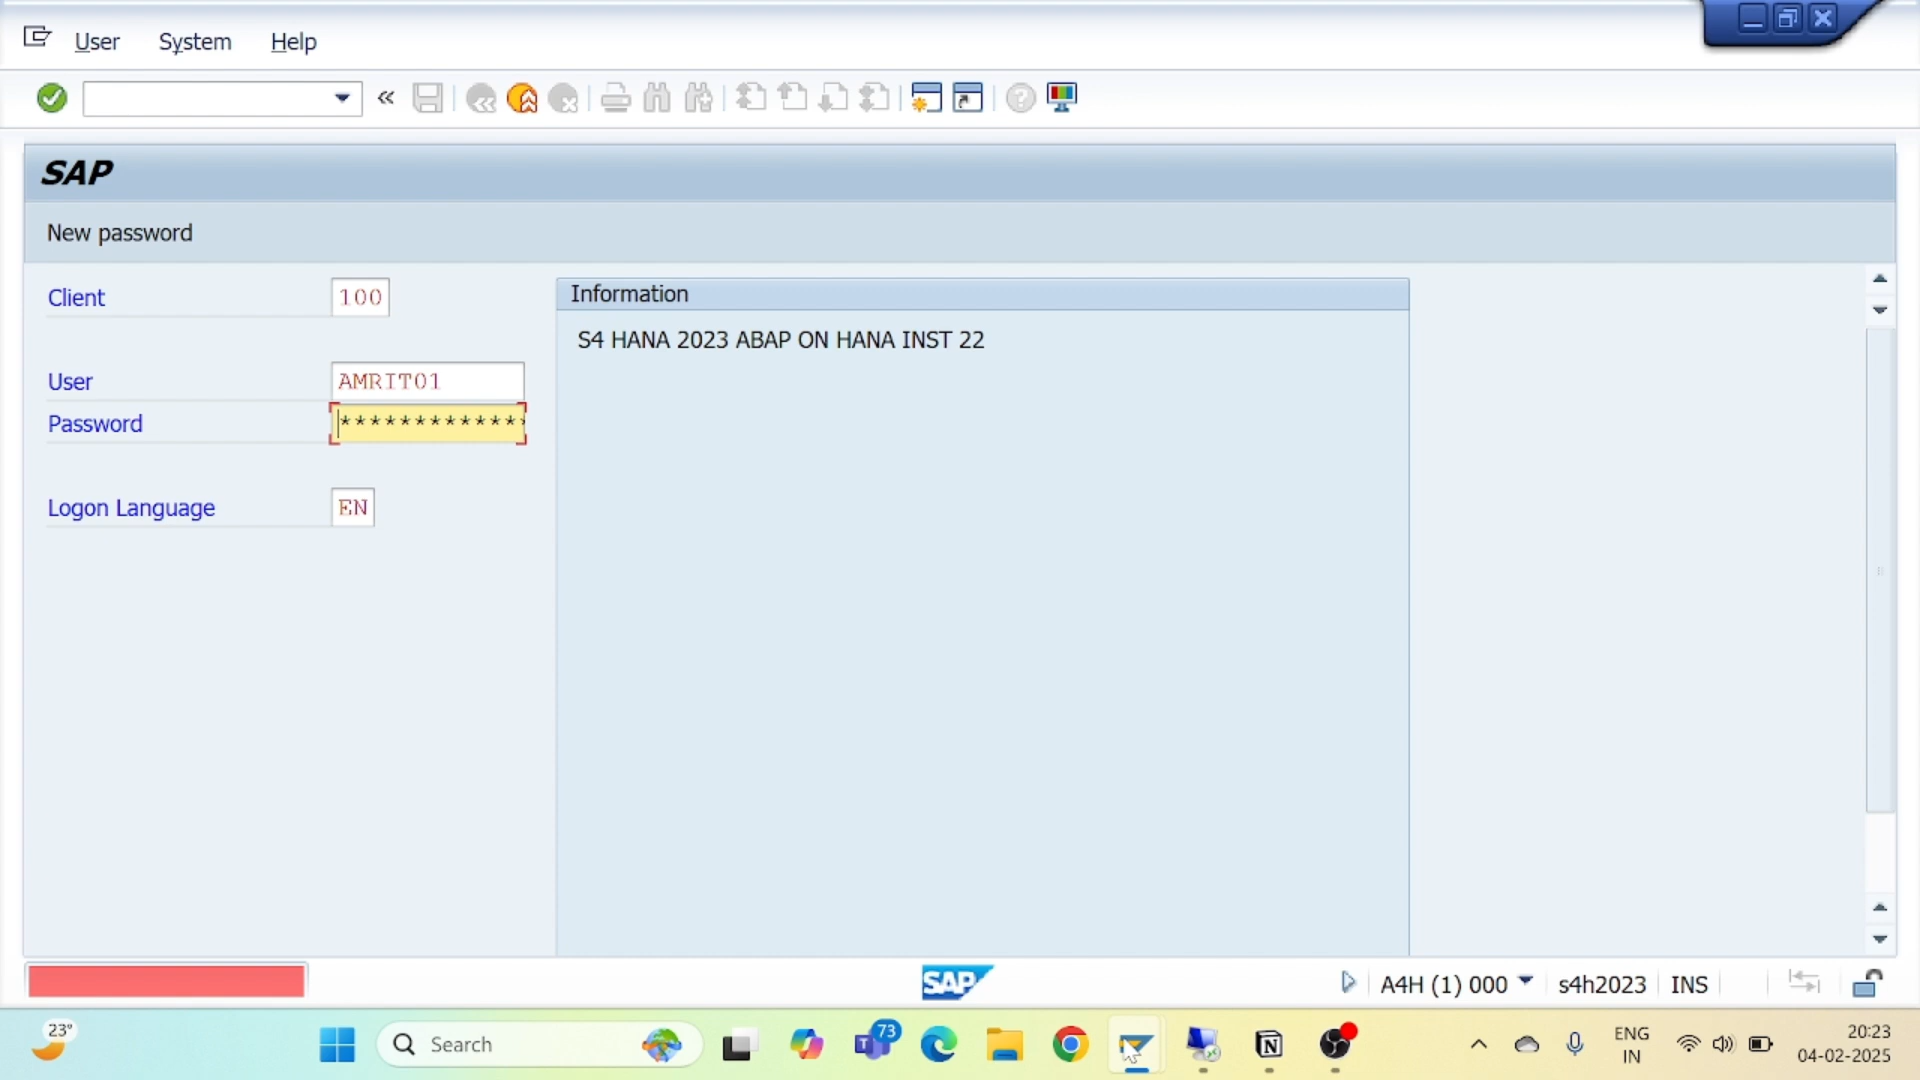 User System Help
SAP
New password
Client 100
Information
S4 HANA 2023 ABAP ON HANA INST 22
User AMRIT01
Password *************
Logon Language EN
SAP
A4H (1) 000 s4h2023 INS
23°
Search
73
T
N
ENG
IN
20:23
04-02-2025